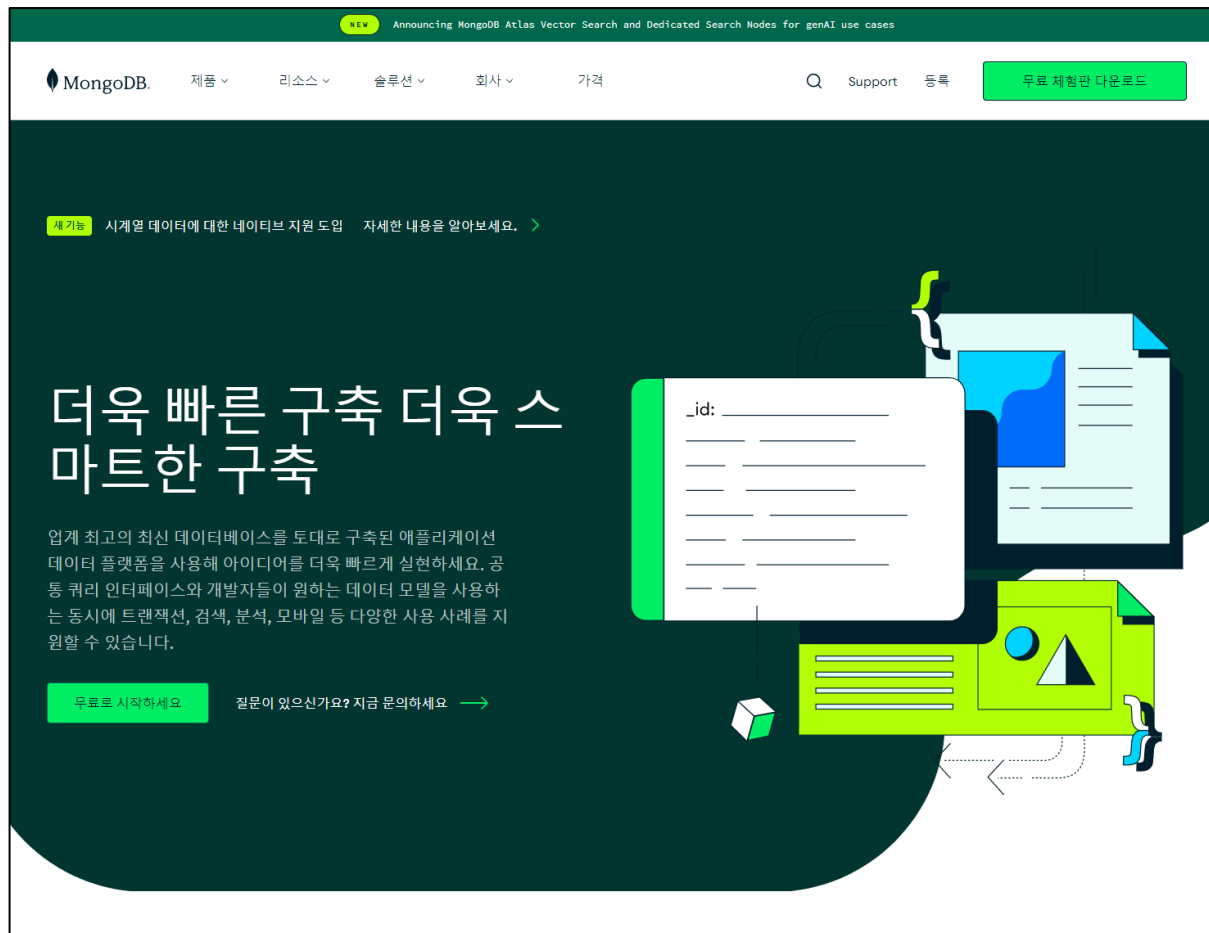 NEW Announcing MongoDB Atlas Vector Search and Dedicated Search Nodes for genAI use cases
MongoDB. 제품 리소스 솔루션 회사 가격 Support 등록 무료 체험판 다운로드
새 기능 시계열 데이터에 대한 네이티브 지원 도입 자세한 내용을 알아보세요.
더욱 빠른 구축 더욱 스
마트한 구축
_id:
업계 최고의 최신 데이터베이스를 토대로 구축된 애플리케이션
데이터 플랫폼을 사용해 아이디어를 더욱 빠르게 실현하세요. 공
통 쿼리 인터페이스와 개발자들이 원하는 데이터 모델을 사용하
는 동시에 트랜잭션, 검색, 분석, 모바일 등 다양한 사용 사례를 지
원할 수 있습니다.
무료로 시작하세요 질문이 있으신가요? 지금 문의하세요